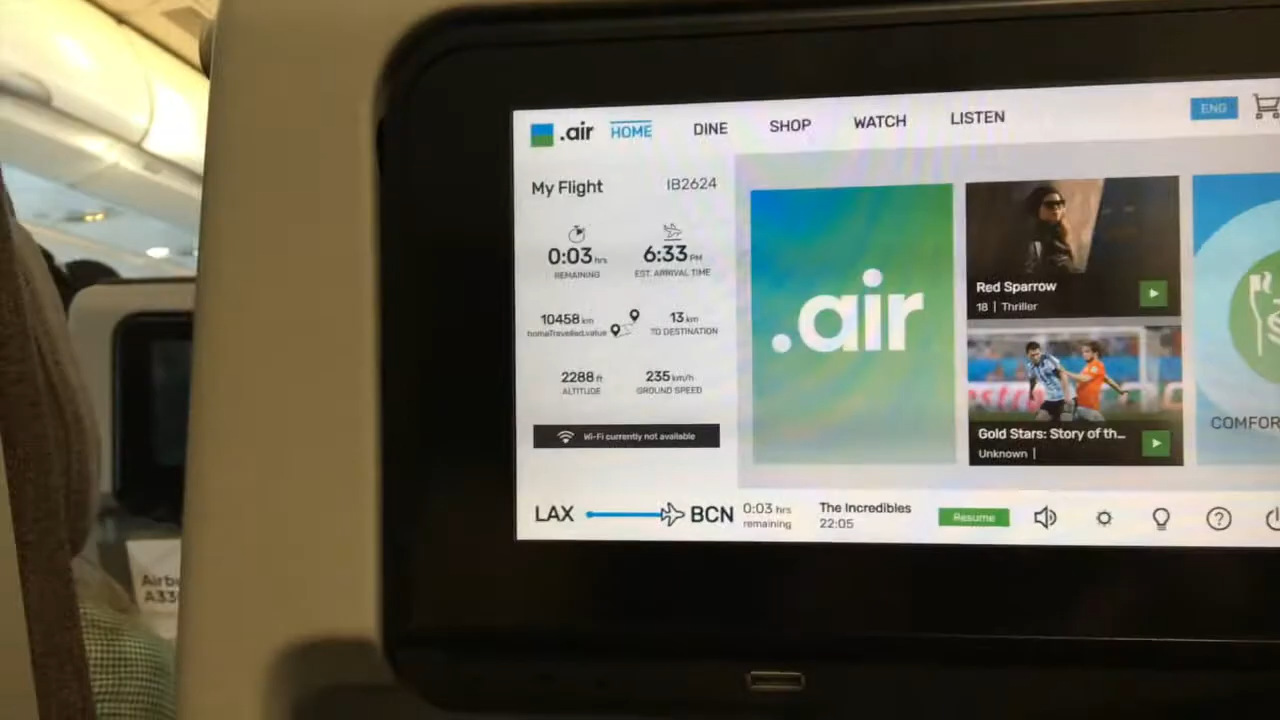 .air HOME DINE SHOP WATCH LISTEN ENG
My Flight IB2624
0:03 hrs 6:33 PM
REMAINING EST. ARRIVAL TIME
10458 km 13 km
homaTravelled.value TO DESTINATION
2288 ft 235 km/h
ALTITUDE GROUND SPEED
Wi-Fi currently not available
.air
Red Sparrow
18 | Thriller
Gold Stars: Story of th...
Unknown |
COMFOR
LAX BCN 0:03 hrs remaining The Incredibles 22:05 Resume
Airbu
A33